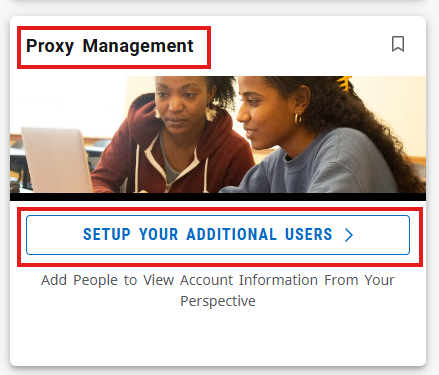 Proxy Management
SETUP YOUR ADDITIONAL USERS
Add People to View Account Information From Your
Perspective